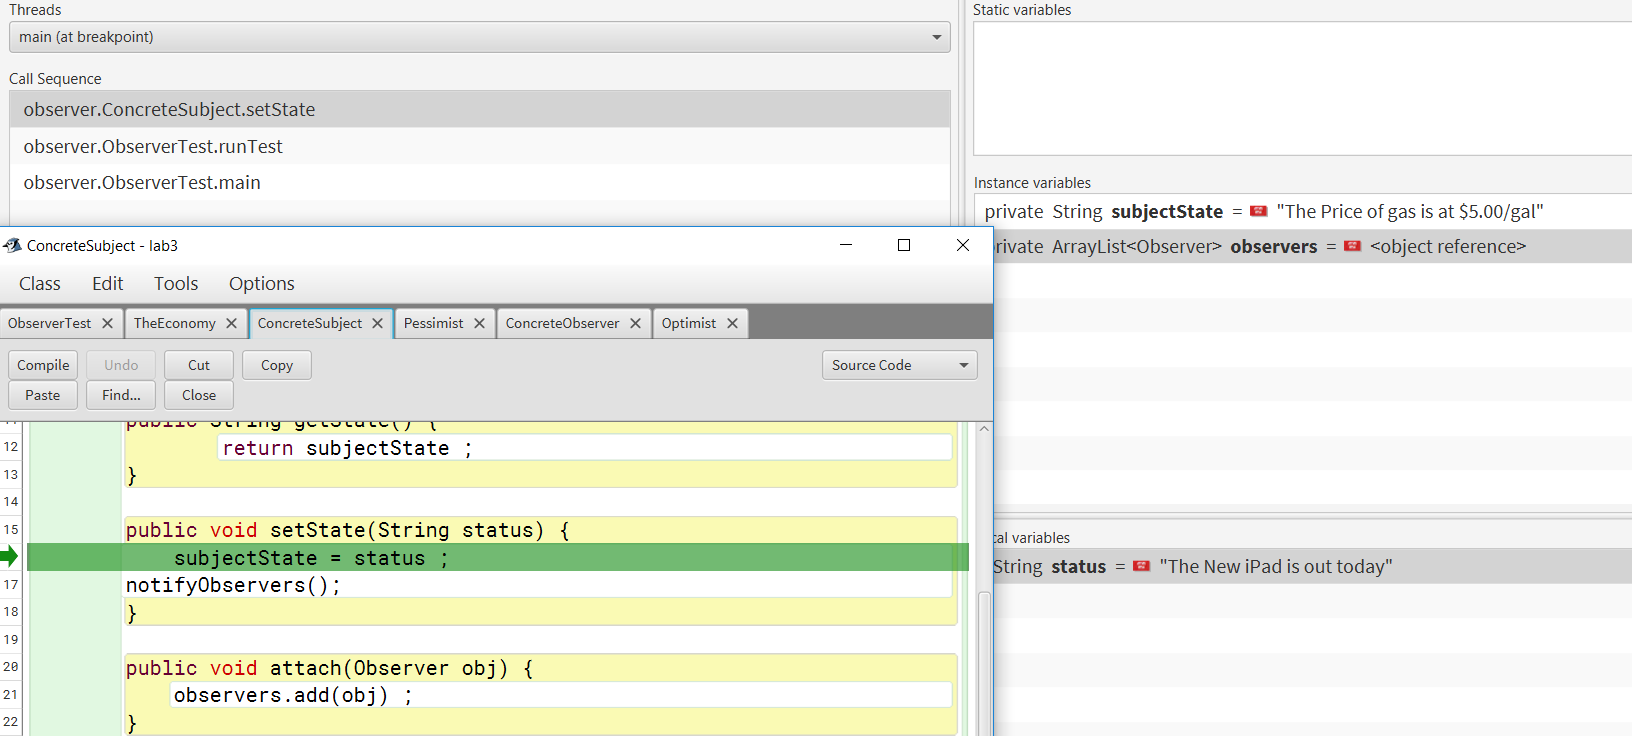 Threads
main (at breakpoint)
Call Sequence
observer.ConcreteSubject.setState
observer.ObserverTest.runTest
observer.ObserverTest.main
Static variables
Instance variables
private String subjectState = "The Price of gas is at $5.00/gal"
rivate ArrayList<Observer> observers = <object reference>
cal variables
String status = "The New iPad is out today"
ConcreteSubject - lab3
Class Edit Tools Options
ObserverTest TheEconomy ConcreteSubject Pessimist ConcreteObserver Optimist
Compile Undo Cut Copy Source Code
Paste Find... Close
11 public String getState() {
12 return subjectState ;
13 }
14
15 public void setState(String status) {
subjectState = status ;
17 notifyObservers();
18 }
19
20 public void attach(Observer obj) {
21 observers.add(obj) ;
22 }